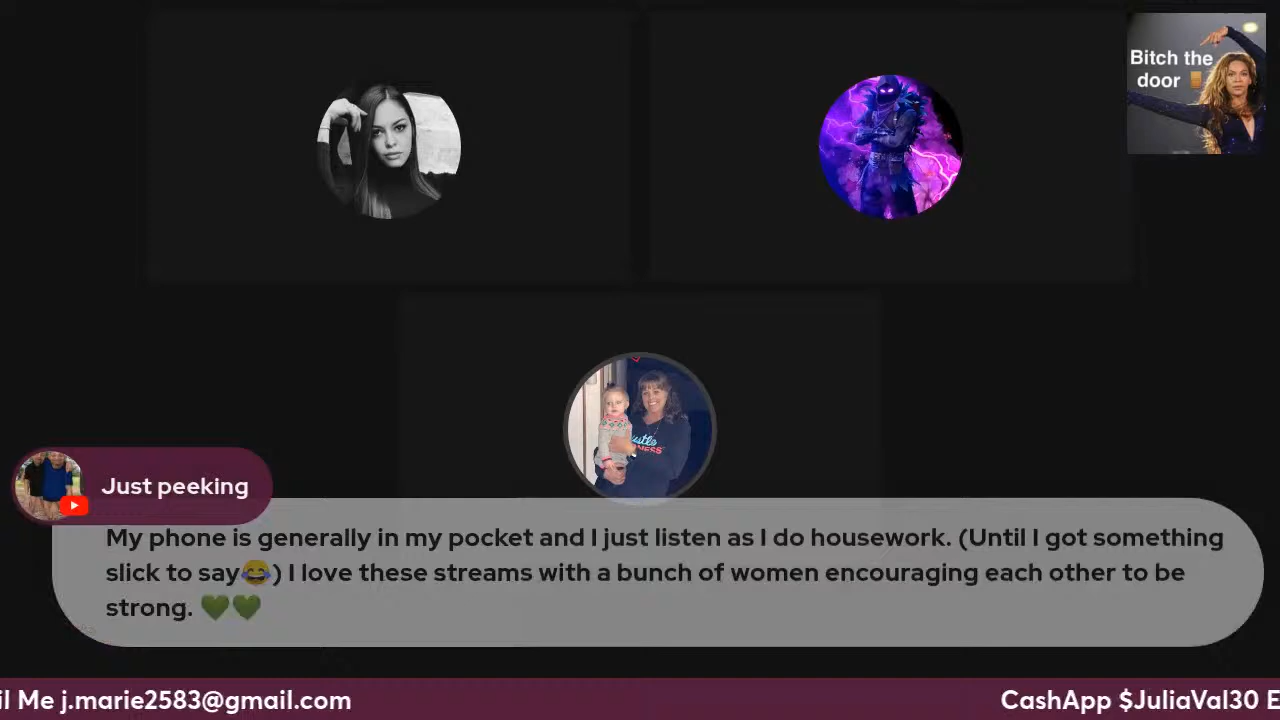 Bitch the
door
Just peeking
My phone is generally in my pocket and I just listen as I do housework. (Until I got something
slick to say😂) I love these streams with a bunch of women encouraging each other to be
strong. 💚💚
il Me j.marie2583@gmail.com
CashApp $JuliaVal30 E